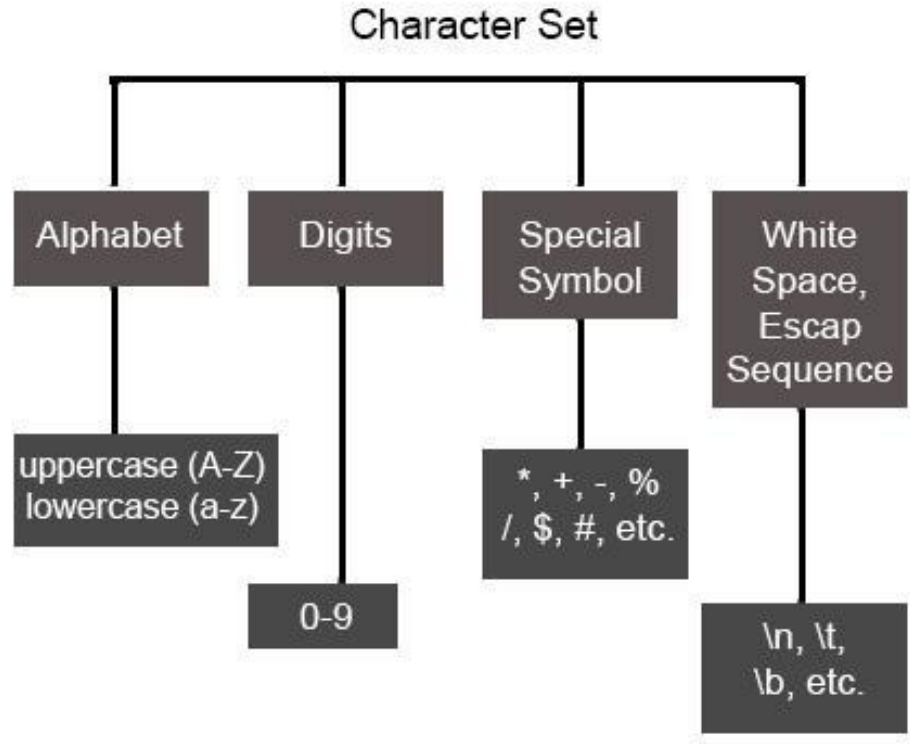 Character Set
Alphabet
Digits
Special
Symbol
White
Space,
Escap
Sequence
uppercase (A-Z)
lowercase (a-z)
0-9
*, +, -, %
/, $, #, etc.
\n, \t,
\b, etc.